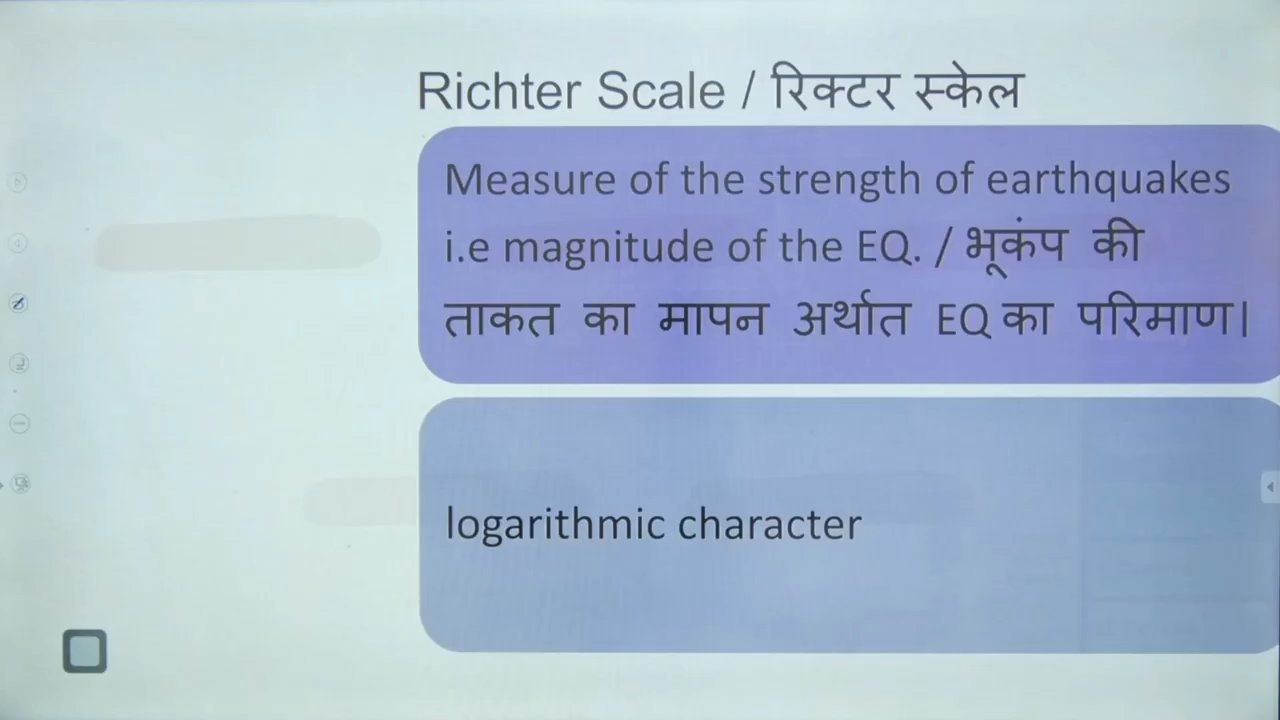 Richter Scale / रिक्टर स्केल
Measure of the strength of earthquakes
i.e magnitude of the EQ. / भूकंप की
ताकत का मापन अर्थात EQ का परिमाण।
logarithmic character